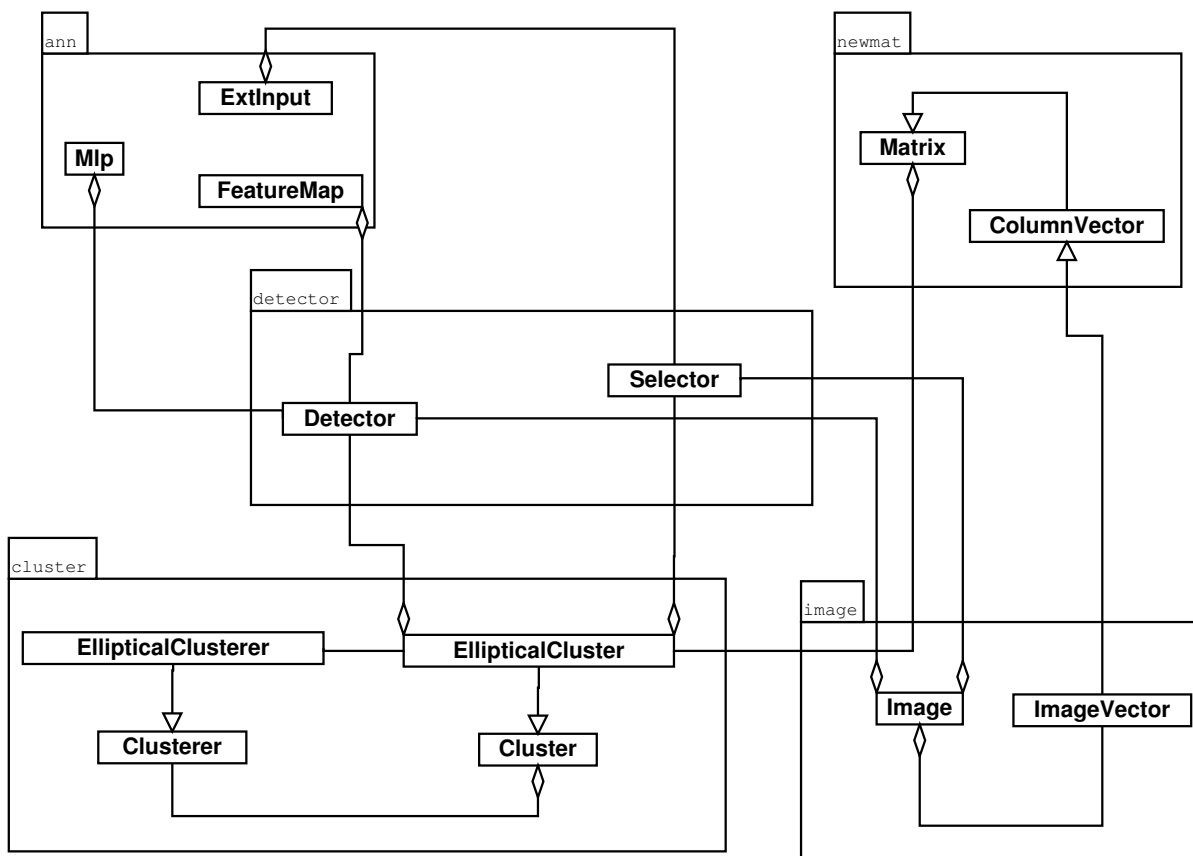 ann
newmat
ExtInput
Matrix
Mlp
FeatureMap
ColumnVector
detector
Selector
Detector
cluster
image
EllipticalClusterer
EllipticalCluster
Image
ImageVector
Clusterer
Cluster